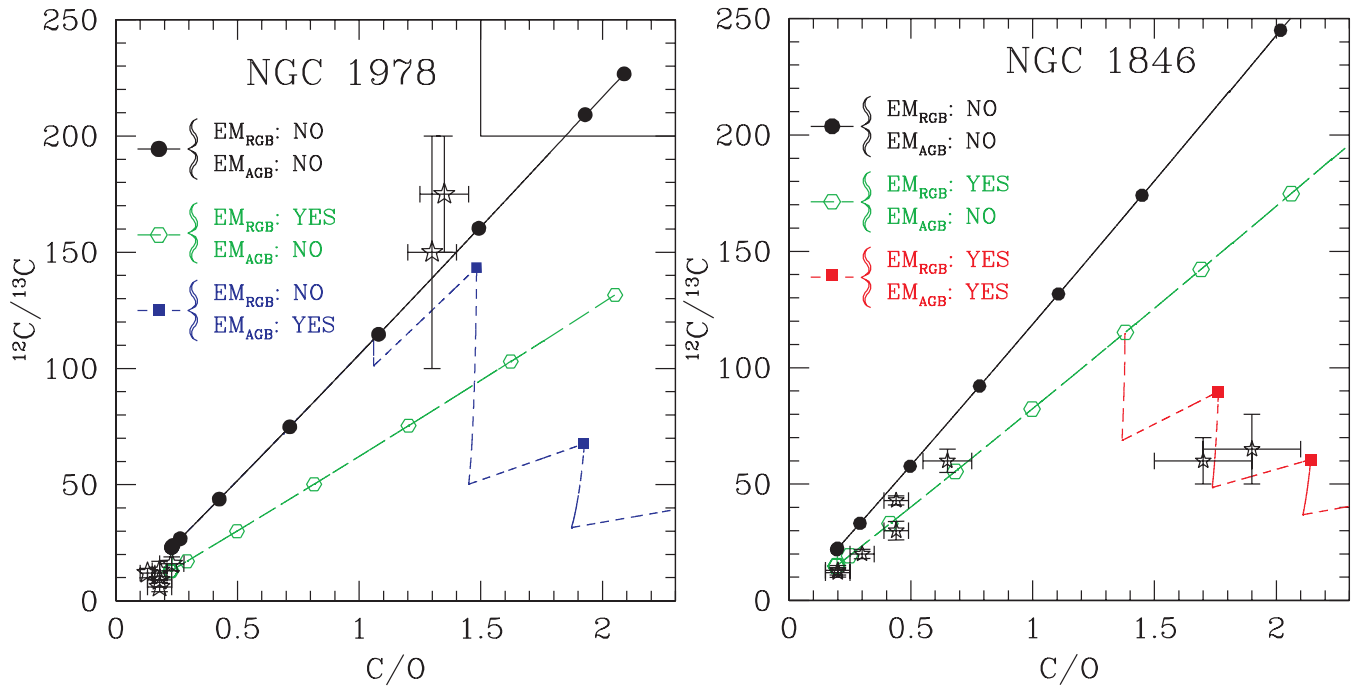 NGC 1978
EM_RGB: NO
EM_AGB: NO
EM_RGB: YES
EM_AGB: NO
EM_RGB: NO
EM_AGB: YES
¹²C/¹³C
250
200
150
100
50
0
0
0.5
1
1.5
2
C/O
NGC 1846
EM_RGB: NO
EM_AGB: NO
EM_RGB: YES
EM_AGB: NO
EM_RGB: YES
EM_AGB: YES
¹²C/¹³C
250
200
150
100
50
0
0
0.5
1
1.5
2
C/O